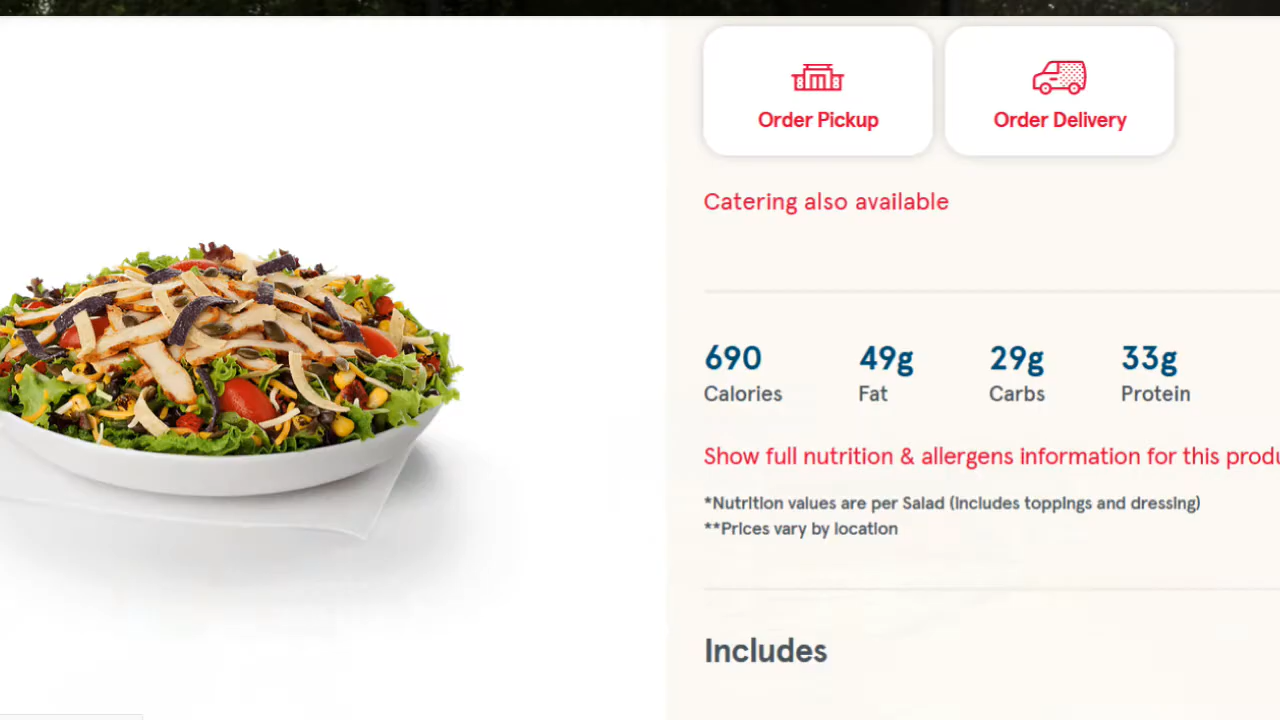 Order Pickup
Order Delivery
Catering also available
690 49g 29g 33g
Calories Fat Carbs Protein
Show full nutrition & allergens information for this produ
*Nutrition values are per Salad (includes toppings and dressing)
**Prices vary by location
Includes